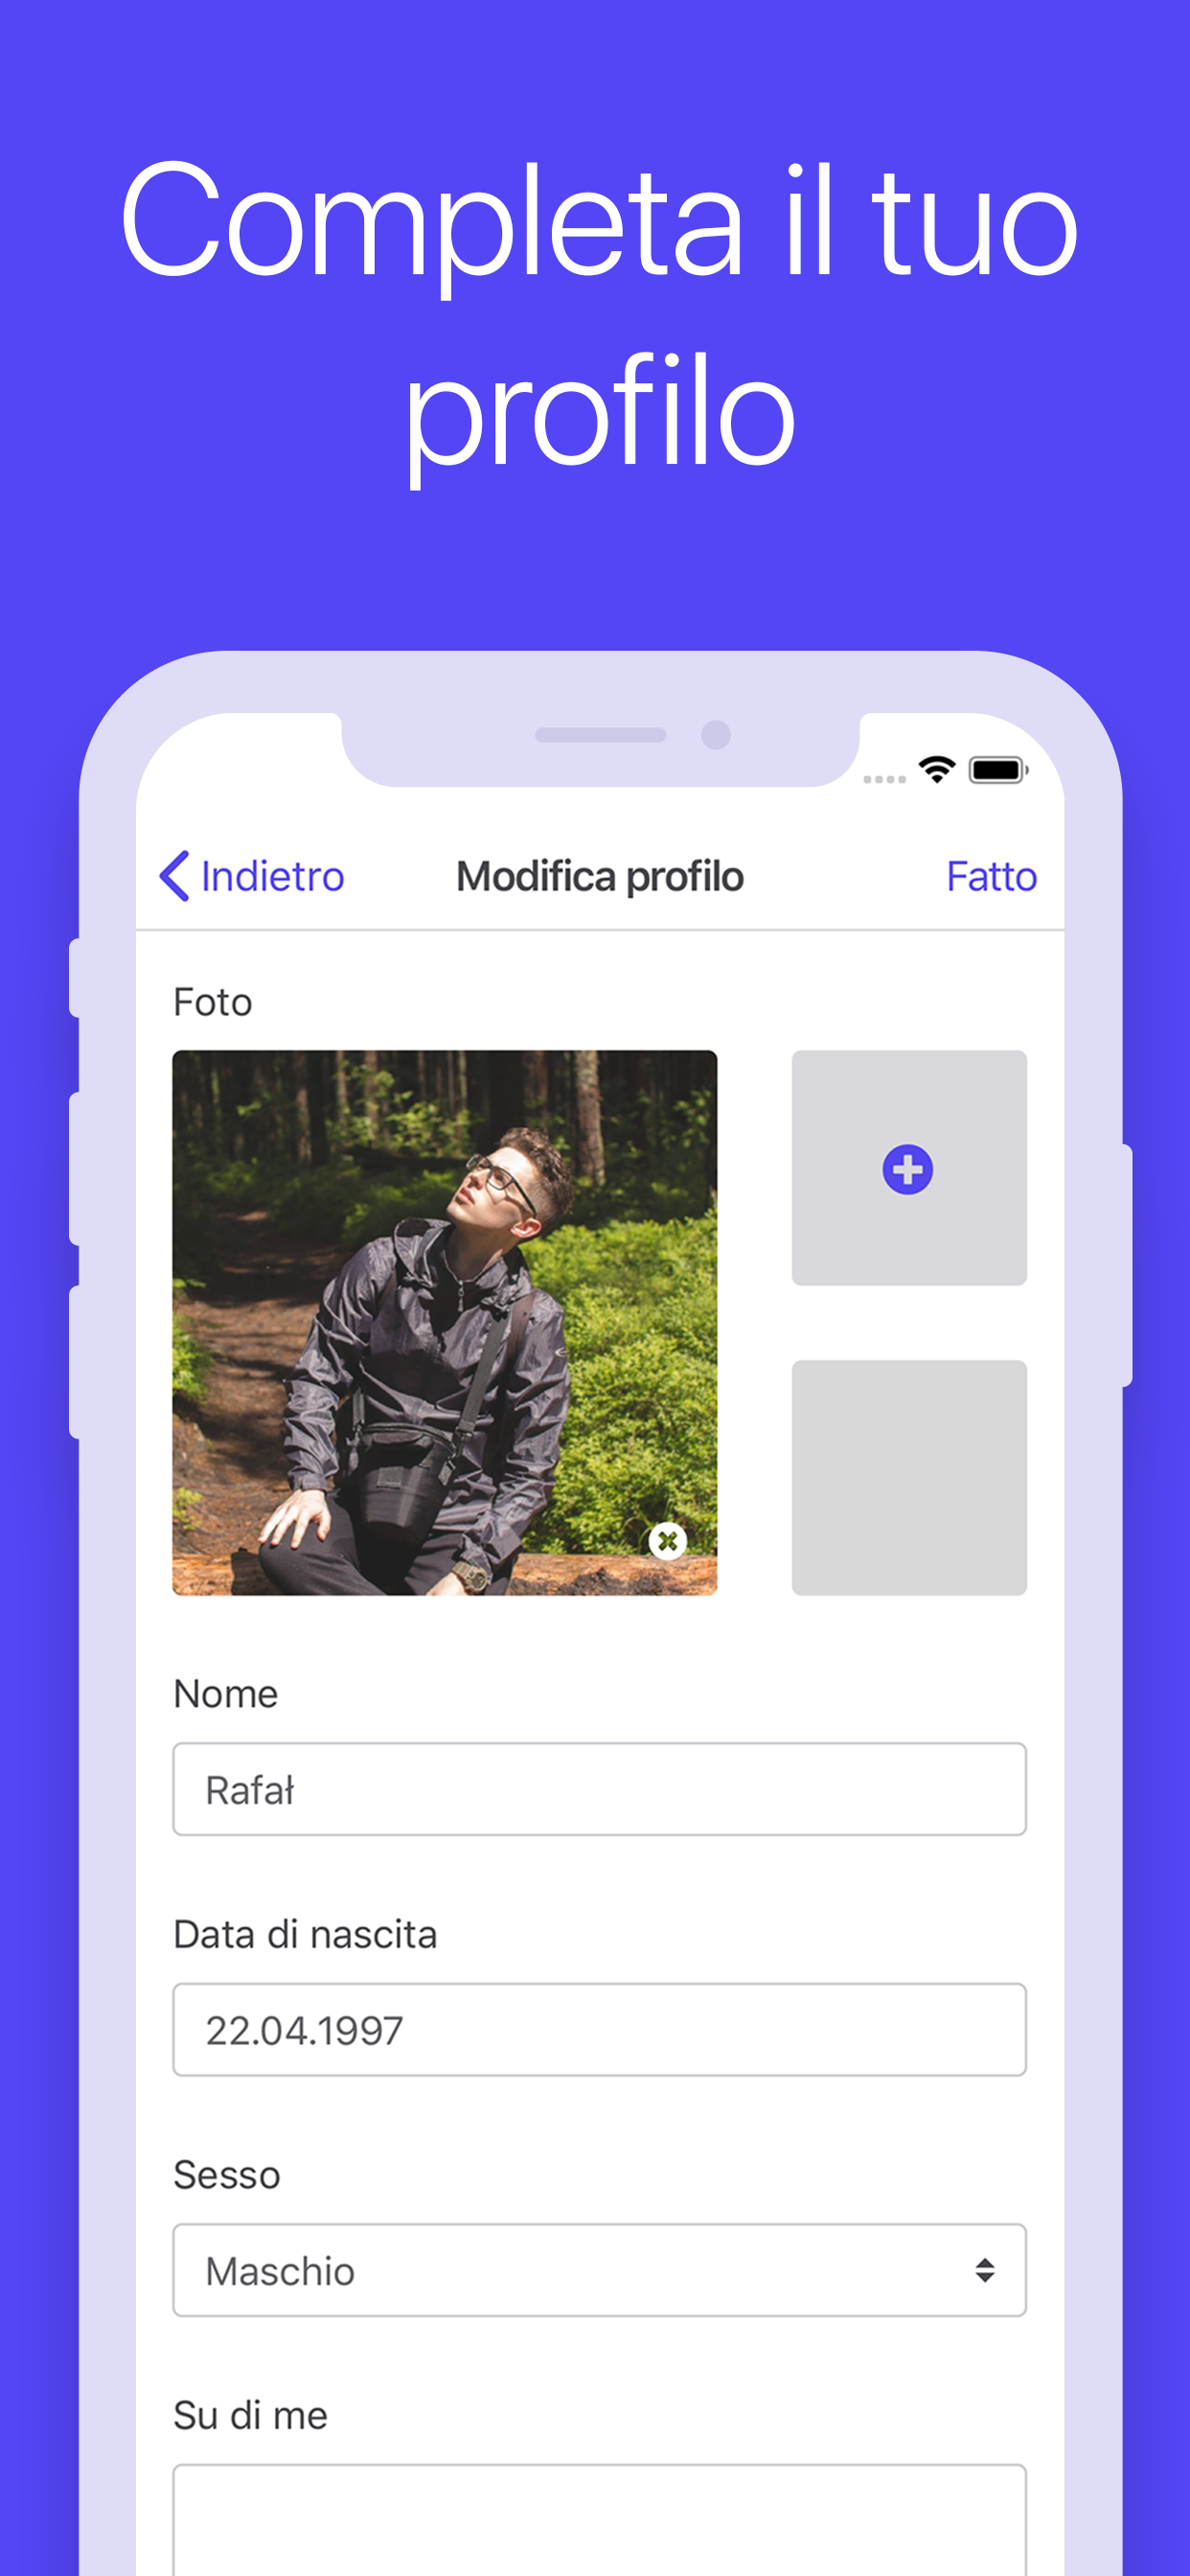 Completa il tuo
profilo
Indietro Modifica profilo Fatto
Foto
Nome
Rafał
Data di nascita
22.04.1997
Sesso
Maschio
Su di me